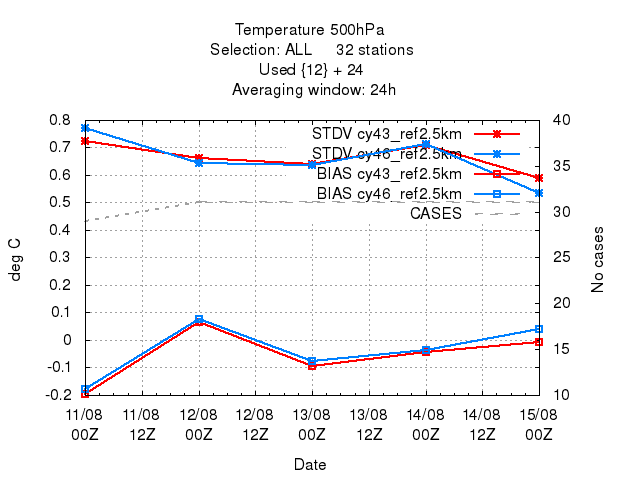 Temperature 500hPa
Selection: ALL 32 stations
Used {12} + 24
Averaging window: 24h
STDV cy43_ref2.5km
STDV cy46_ref2.5km
BIAS cy43_ref2.5km
BIAS cy46_ref2.5km
CASES
deg C
0.8
0.7
0.6
0.5
0.4
0.3
0.2
0.1
0
-0.1
-0.2
No cases
40
35
30
25
20
15
10
11/08 11/08 12/08 12/08 13/08 13/08 14/08 14/08 15/08
00Z 12Z 00Z 12Z 00Z 12Z 00Z 12Z 00Z
Date